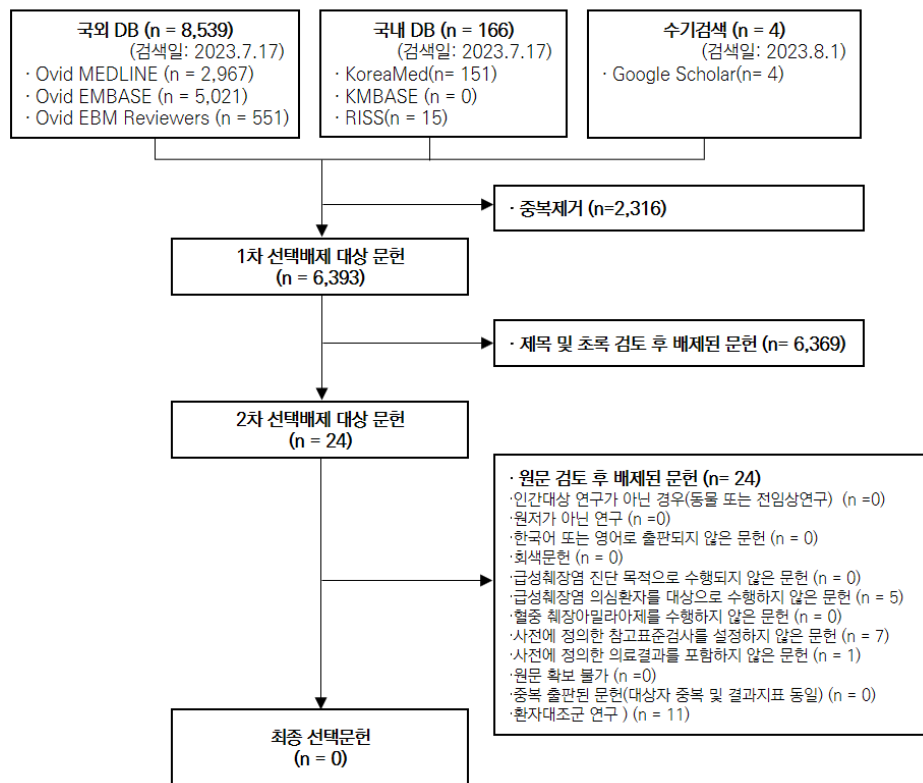 국외 DB (n = 8,539)
(검색일: 2023.7.17)
· Ovid MEDLINE (n = 2,967)
· Ovid EMBASE (n = 5,021)
· Ovid EBM Reviewers (n = 551)
국내 DB (n = 166)
(검색일: 2023.7.17)
· KoreaMed(n= 151)
· KMBASE (n = 0)
· RISS(n = 15)
수기검색 (n = 4)
(검색일: 2023.8.1)
· Google Scholar(n= 4)
· 중복제거 (n=2,316)
1차 선택배제 대상 문헌
(n = 6,393)
· 제목 및 초록 검토 후 배제된 문헌 (n= 6,369)
2차 선택배제 대상 문헌
(n = 24)
· 원문 검토 후 배제된 문헌 (n= 24)
·인간대상 연구가 아닌 경우(동물 또는 전임상연구) (n =0)
·원저가 아닌 연구 (n =0)
·한국어 또는 영어로 출판되지 않은 문헌 (n = 0)
·회색문헌 (n = 0)
·급성췌장염 진단 목적으로 수행되지 않은 문헌 (n = 0)
·급성췌장염 의심환자를 대상으로 수행하지 않은 문헌 (n = 5)
·혈중 췌장아밀라아제를 수행하지 않은 문헌 (n = 0)
·사전에 정의한 참고표준검사를 설정하지 않은 문헌 (n = 7)
·사전에 정의한 의료결과를 포함하지 않은 문헌 (n = 1)
·원문 확보 불가 (n =0)
·중복 출판된 문헌(대상자 중복 및 결과지표 동일) (n = 0)
·환자대조군 연구 ) (n = 11)
최종 선택문헌
(n = 0)